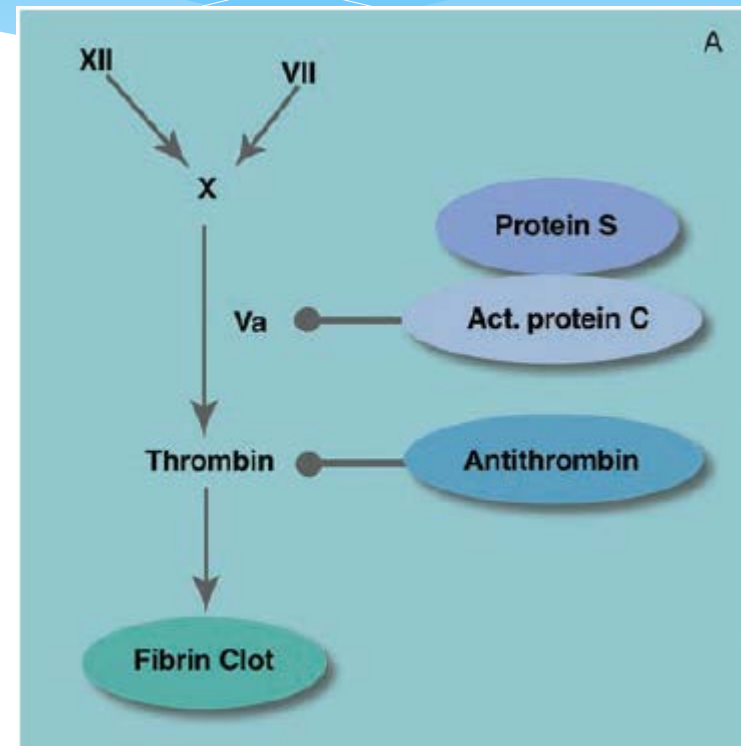 A
XII
VII
X
Protein S
Va
Act. protein C
Thrombin
Antithrombin
Fibrin Clot